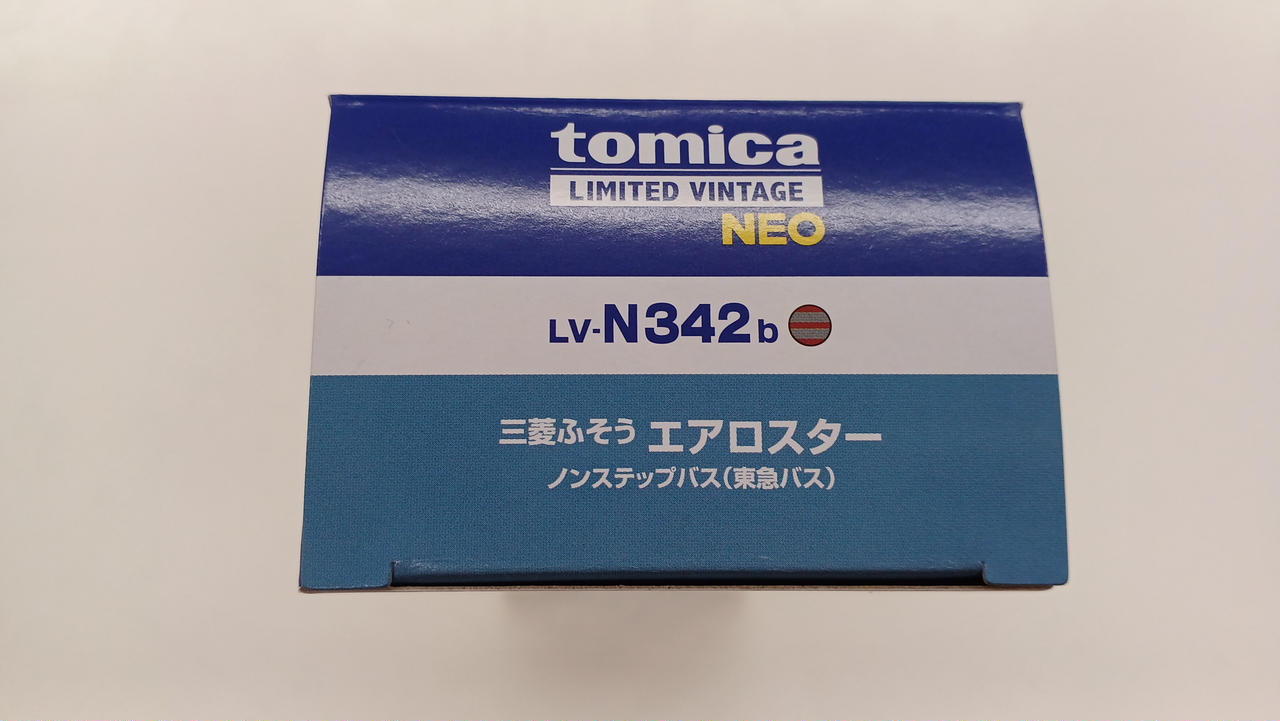 tomica
LIMITED VINTAGE
NEO
LV-N342b
三菱ふそう エアロスター
ノンステップバス(東急バス)